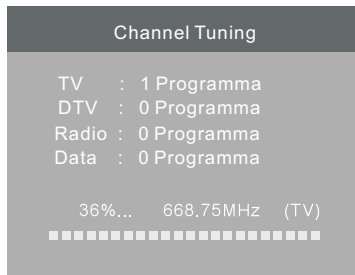 Channel Tuning
TV : 1 Programma
DTV : 0 Programma
Radio : 0 Programma
Data : 0 Programma
36%... 668.75MHz (TV)